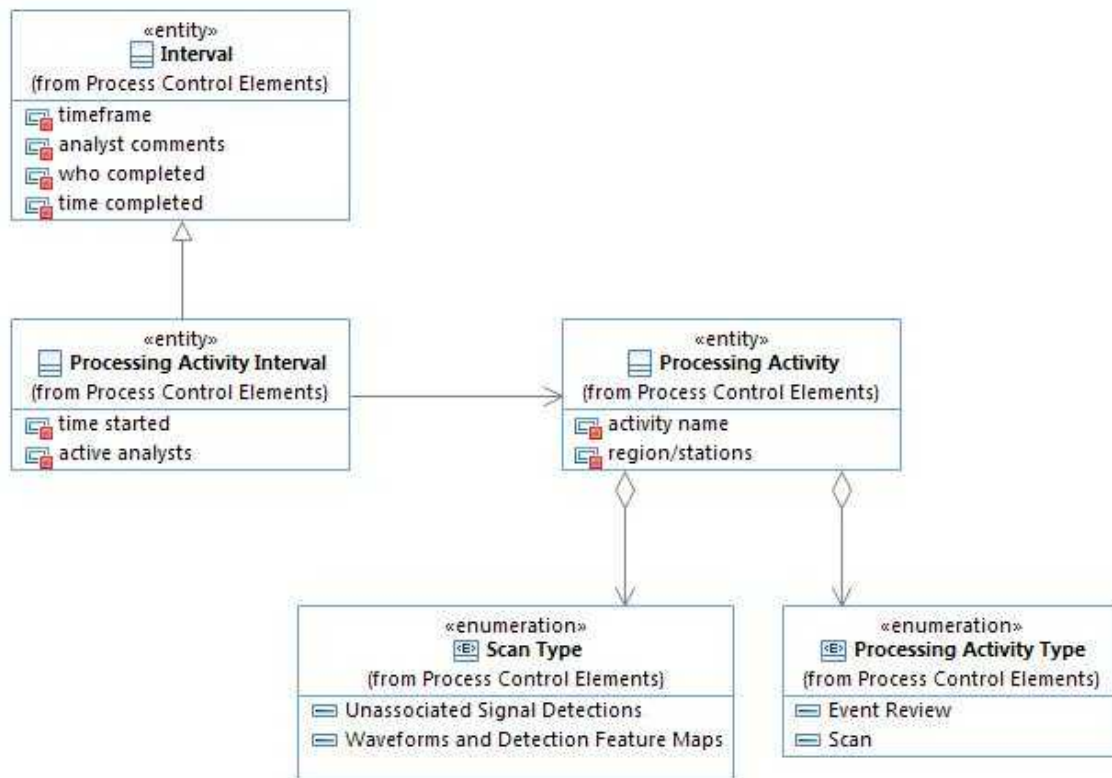 «entity»
Interval
(from Process Control Elements)
timeframe
analyst comments
who completed
time completed
«entity»
Processing Activity Interval
(from Process Control Elements)
time started
active analysts
«entity»
Processing Activity
(from Process Control Elements)
activity name
region/stations
«enumeration»
<E> Scan Type
(from Process Control Elements)
Unassociated Signal Detections
Waveforms and Detection Feature Maps
«enumeration»
<E> Processing Activity Type
(from Process Control Elements)
Event Review
Scan